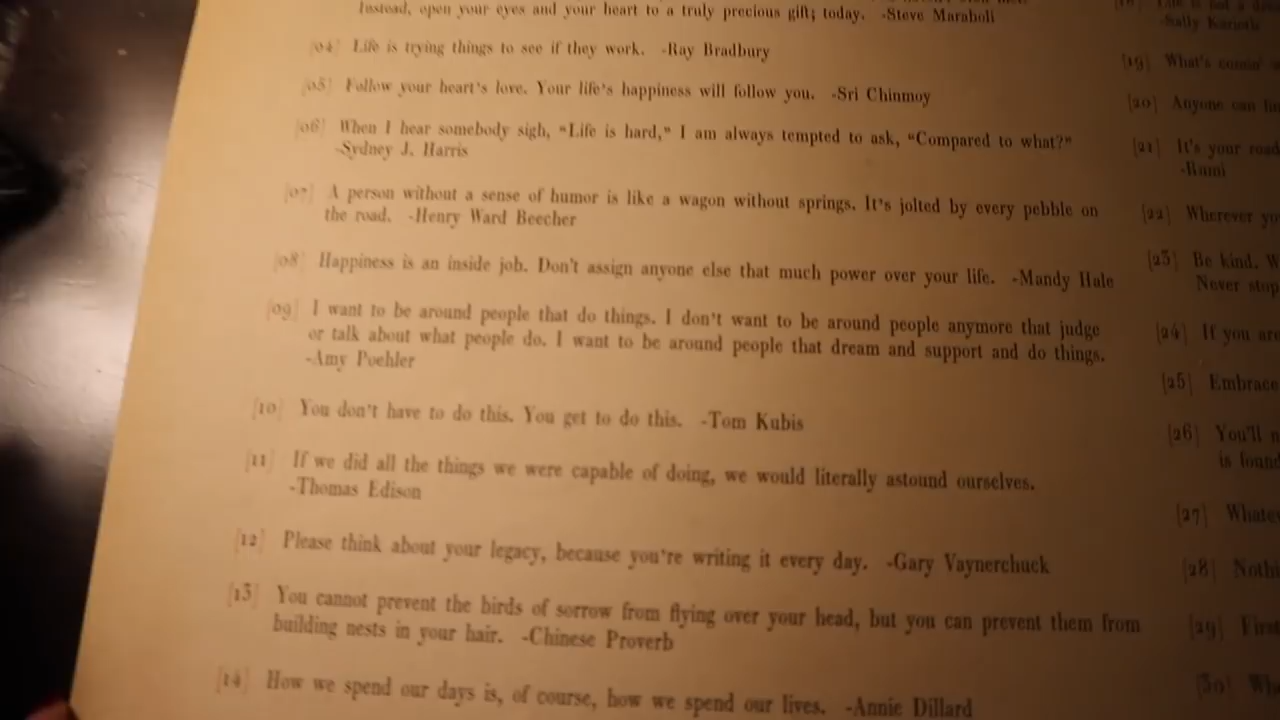 Instead, open your eyes and your heart to a truly precious gift; today. -Steve Maraboli
[04] Life is trying things to see if they work. -Ray Bradbury
[05] Follow your heart's love. Your life's happiness will follow you. -Sri Chinmoy
[06] When I hear somebody sigh, “Life is hard,” I am always tempted to ask, “Compared to what?”
-Sydney J. Harris
[07] A person without a sense of humor is like a wagon without springs. It's jolted by every pebble on
the road. -Henry Ward Beecher
[08] Happiness is an inside job. Don't assign anyone else that much power over your life. -Mandy Hale
[09] I want to be around people that do things. I don't want to be around people anymore that judge
or talk about what people do. I want to be around people that dream and support and do things.
-Amy Poehler
[10] You don't have to do this. You get to do this. -Tom Kubis
[11] If we did all the things we were capable of doing, we would literally astound ourselves.
-Thomas Edison
[12] Please think about your legacy, because you're writing it every day. -Gary Vaynerchuck
[13] You cannot prevent the birds of sorrow from flying over your head, but you can prevent them from
building nests in your hair. -Chinese Proverb
[14] How we spend our days is, of course, how we spend our lives. -Annie Dillard
[19] What's comin'
[20] Anyone can
[21] It's your road
-Rumi
[22] Wherever
[23] Be kind.
Never stop
[24] If you are
[25] Embrace
[26] You'll
is found
[27]
[28]
[29] First
[30]